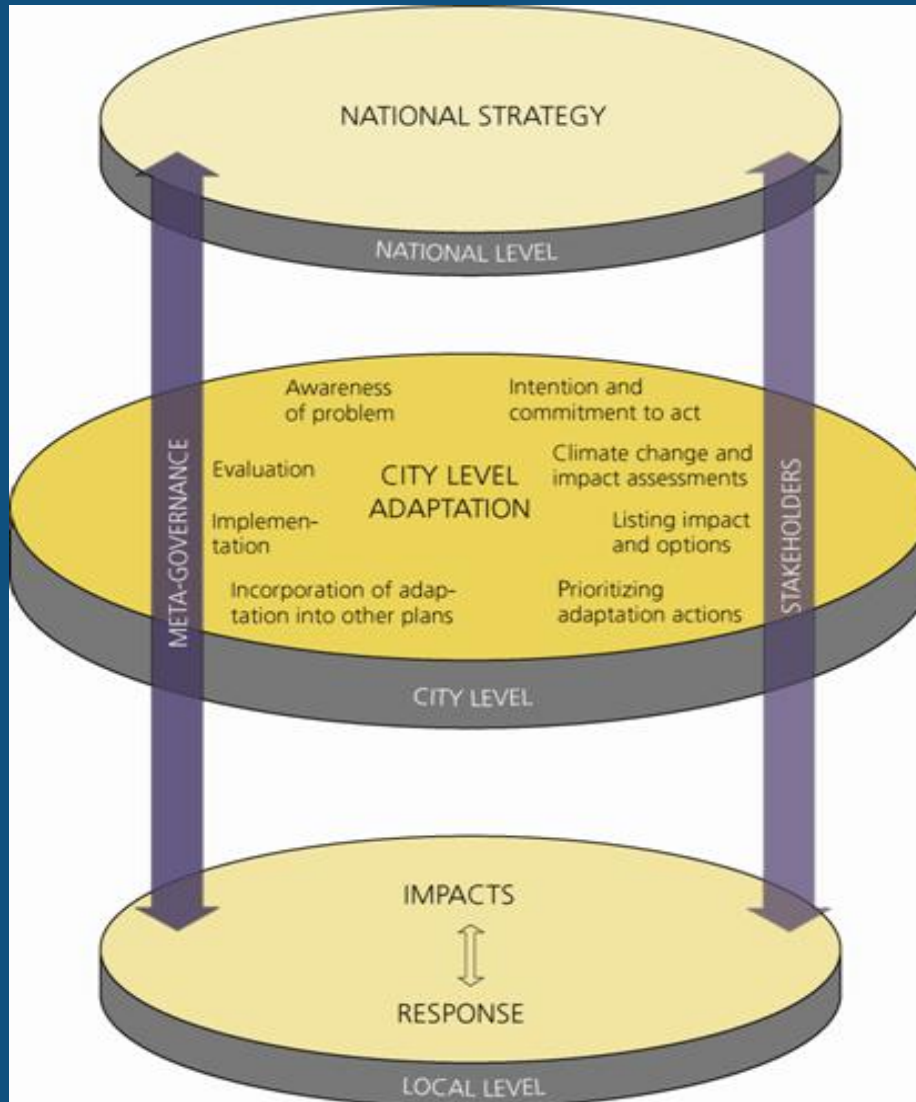 NATIONAL STRATEGY
NATIONAL LEVEL
Awareness
of problem
Intention and
commitment to act
Evaluation
CITY LEVEL
ADAPTATION
Climate change and
impact assessments
Implemen-
tation
Listing impact
and options
Incorporation of adap-
tation into other plans
Prioritizing
adaptation actions
META-GOVERNANCE
STAKEHOLDERS
CITY LEVEL
IMPACTS
RESPONSE
LOCAL LEVEL